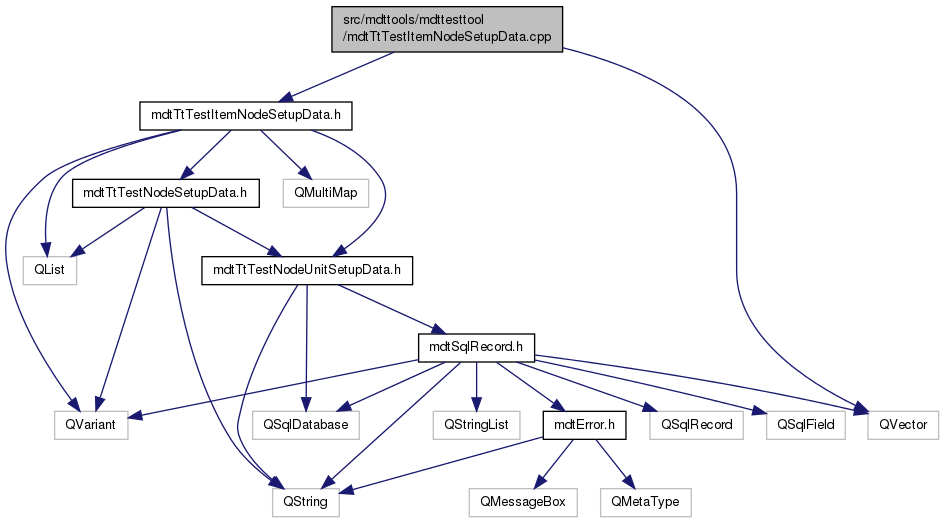 src/mdttools/mdttesttool
/mdtTtTestItemNodeSetupData.cpp
mdtTtTestItemNodeSetupData.h
mdtTtTestNodeSetupData.h
QMultiMap
QList
mdtTtTestNodeUnitSetupData.h
mdtSqlRecord.h
QVariant
QSqlDatabase
QStringList
mdtError.h
QSqlRecord
QSqlField
QVector
QString
QMessageBox
QMetaType